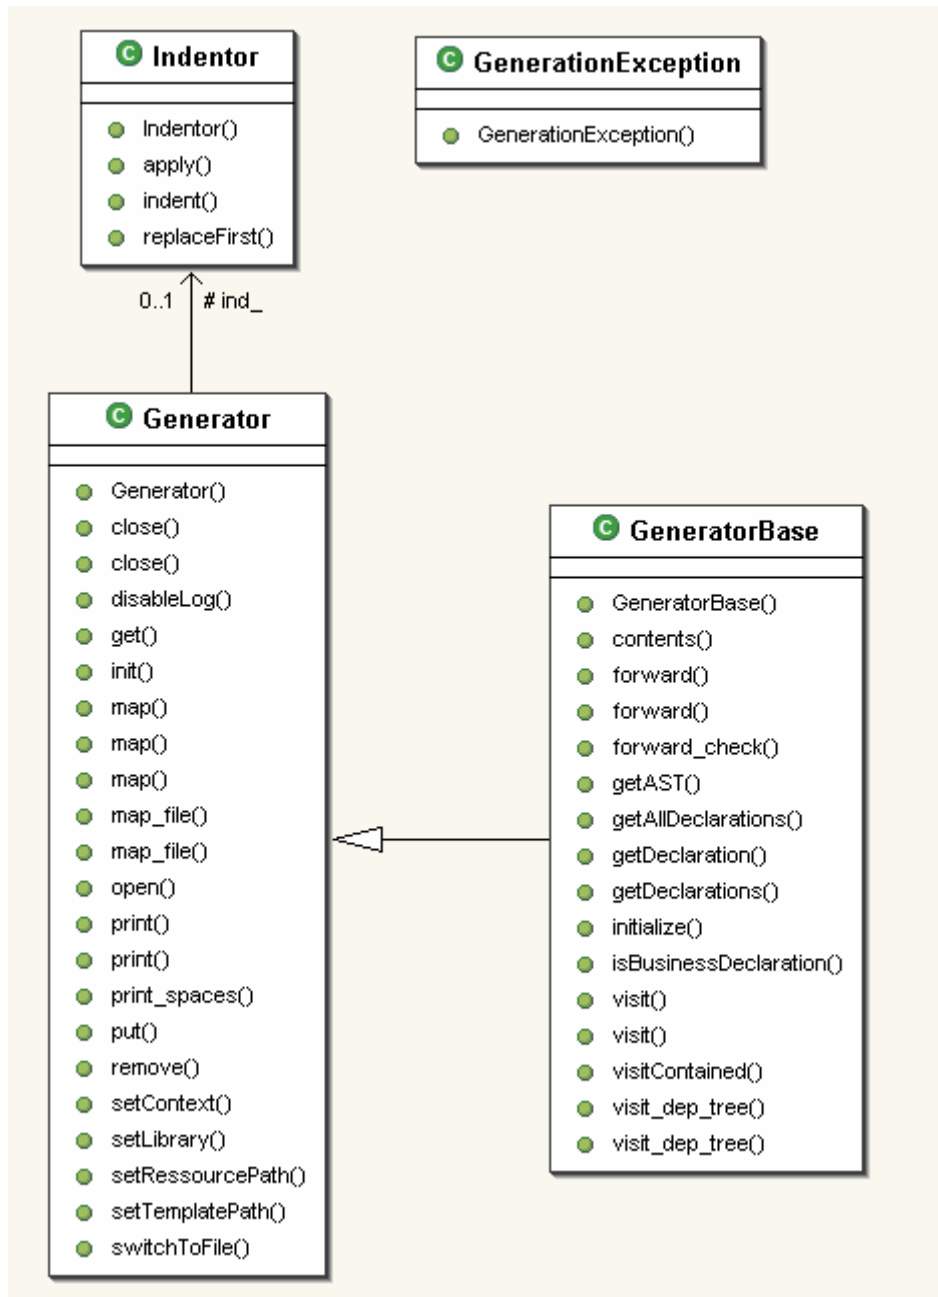 C Indentor
Indentor()
apply()
indent()
replaceFirst()
C GenerationException
GenerationException()
0..1 # ind_
C Generator
Generator()
close()
close()
disableLog()
get()
init()
map()
map()
map()
map_file()
map_file()
open()
print()
print()
print_spaces()
put()
remove()
setContext()
setLibrary()
setRessourcePath()
setTemplatePath()
switchToFile()
C GeneratorBase
GeneratorBase()
contents()
forward()
forward()
forward_check()
getAST()
getAllDeclarations()
getDeclaration()
getDeclarations()
initialize()
isBusinessDeclaration()
visit()
visit()
visitContained()
visit_dep_tree()
visit_dep_tree()